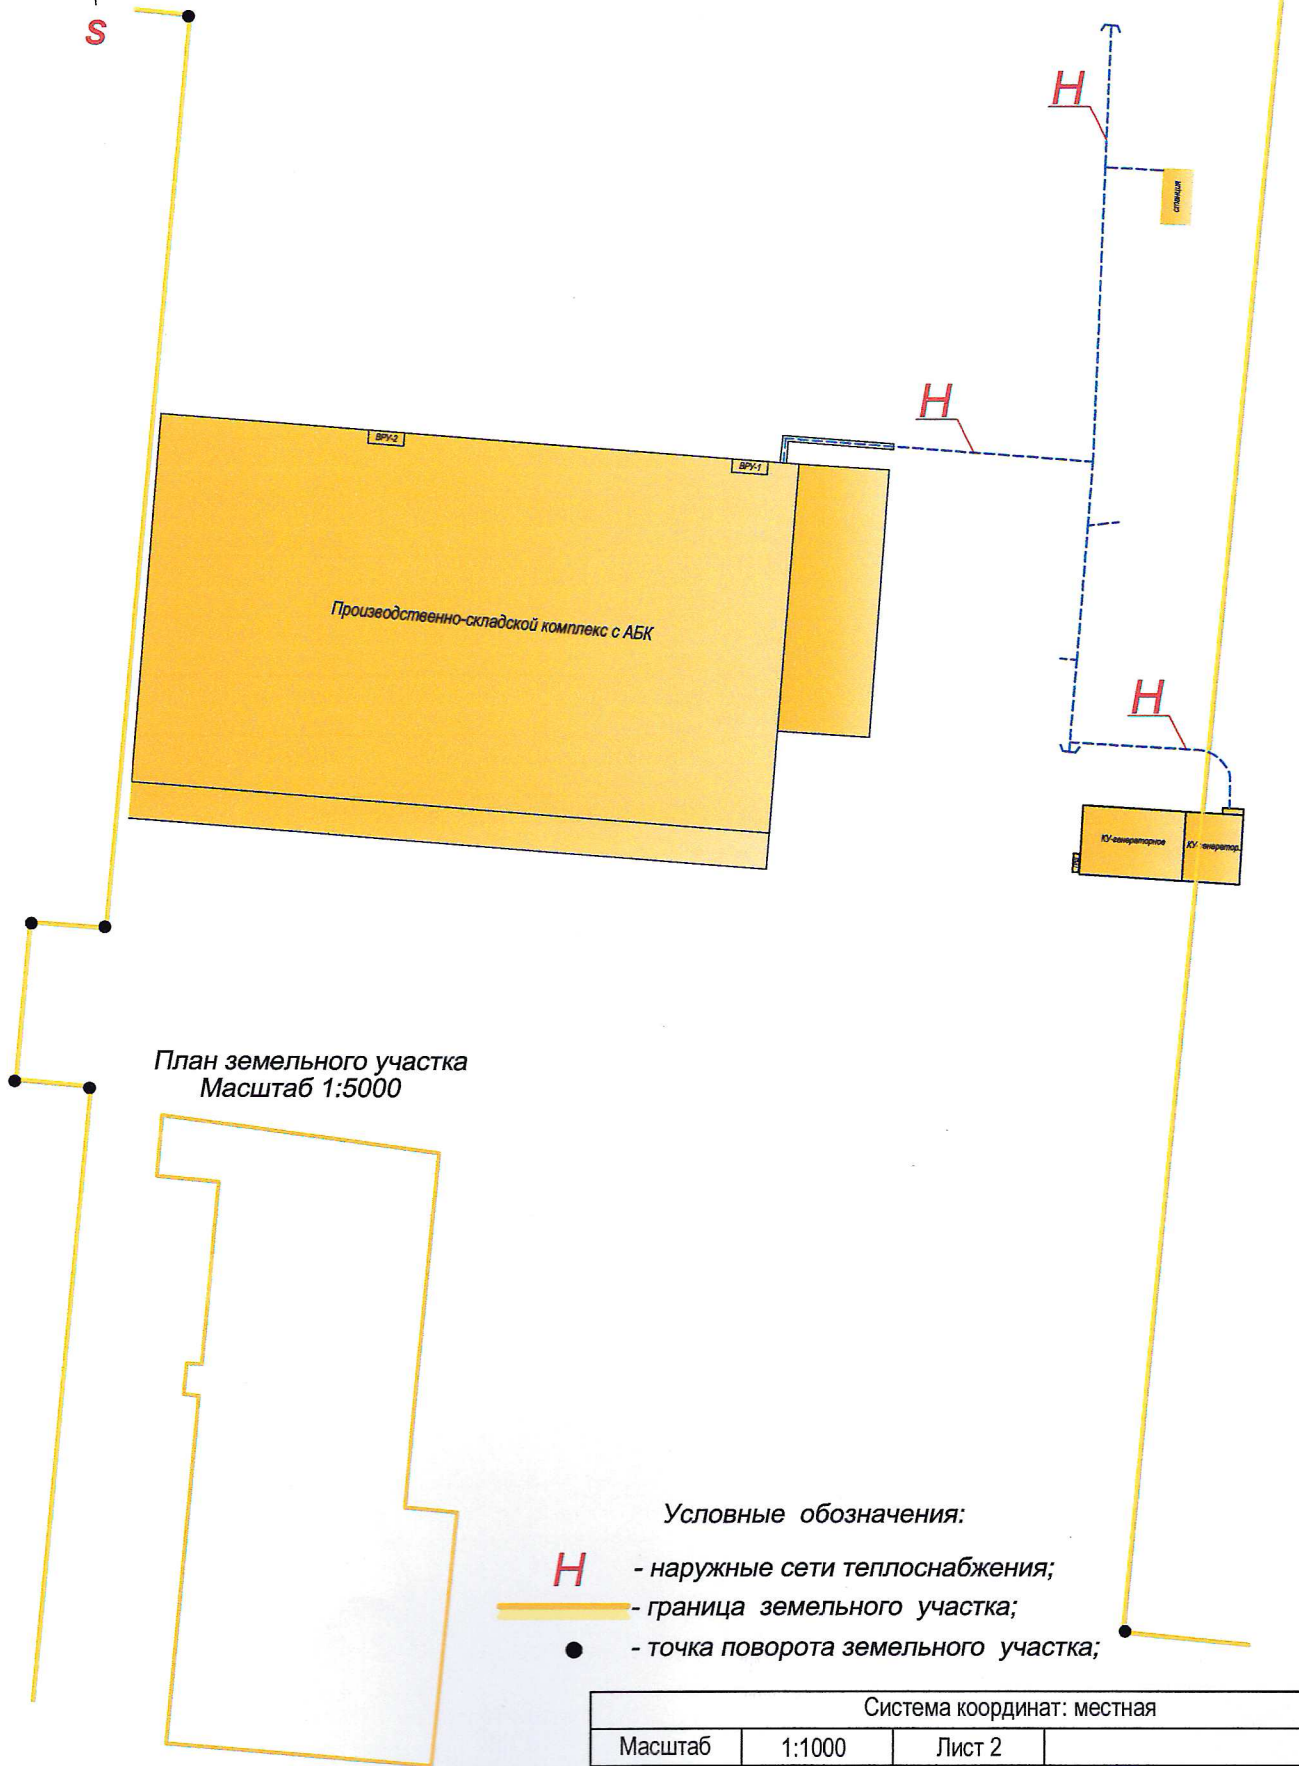 S
H
станция
H
ВРУ-2
ВРУ-1
Производственно-складской комплекс с АБК
H
КУ-генераторное
КУ-генератор.
План земельного участка
Масштаб 1:5000
Условные обозначения:
H - наружные сети теплоснабжения;
- граница земельного участка;
- точка поворота земельного участка;
Система координат: местная
Масштаб 1:1000 Лист 2